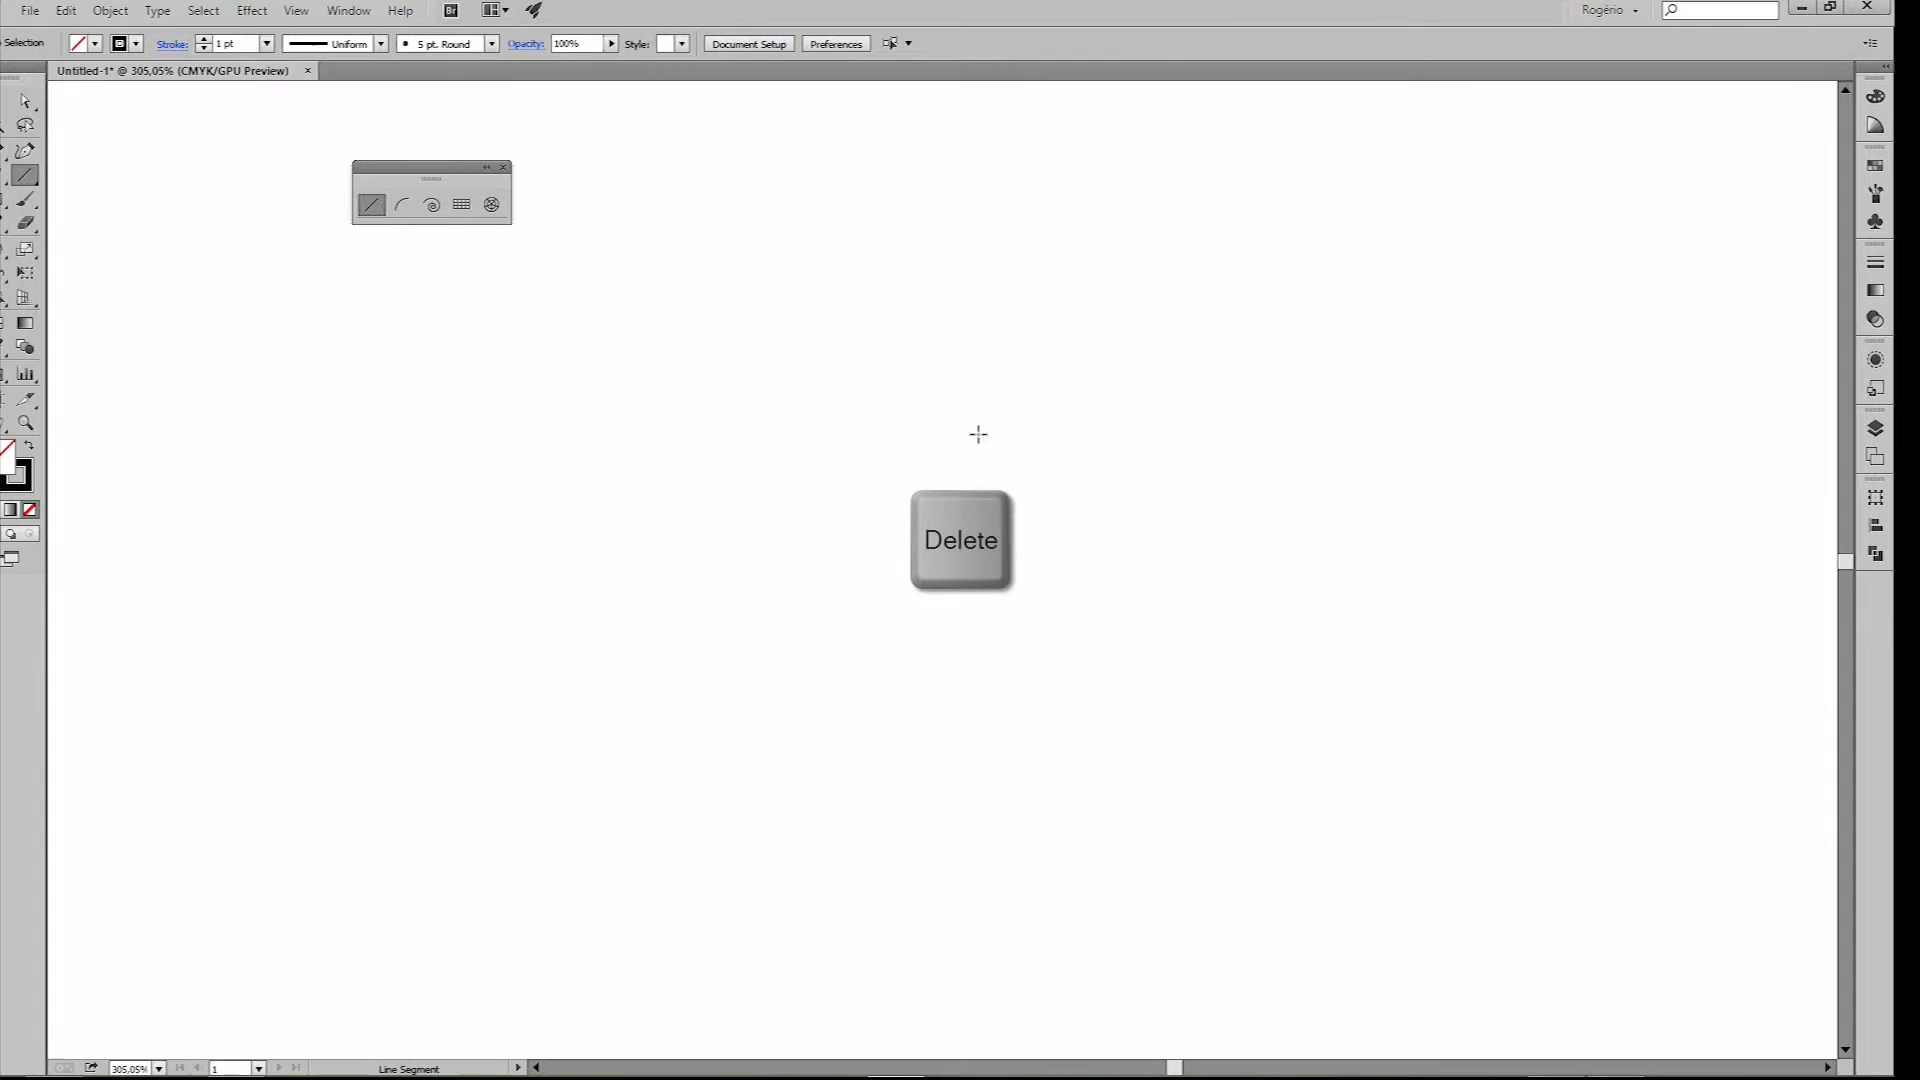 File Edit Object Type Select Effect View Window Help Br
Rogério
Selection Stroke: 1 pt Uniform 5 pt. Round Opacity: 100% Style: Document Setup Preferences
Untitled-1* @ 305,05% (CMYK/GPU Preview)
Delete
305,05% 1 Line Segment